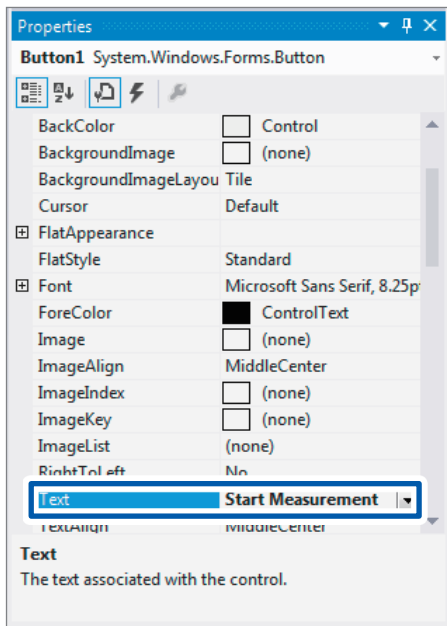 Properties
Button1 System.Windows.Forms.Button
BackColor Control
BackgroundImage (none)
BackgroundImageLayou Tile
Cursor Default
FlatAppearance
FlatStyle Standard
Font Microsoft Sans Serif, 8.25p
ForeColor ControlText
Image (none)
ImageAlign MiddleCenter
ImageIndex (none)
ImageKey (none)
ImageList (none)
RightToLeft No
Text Start Measurement
TextAlign MiddleCenter
Text
The text associated with the control.